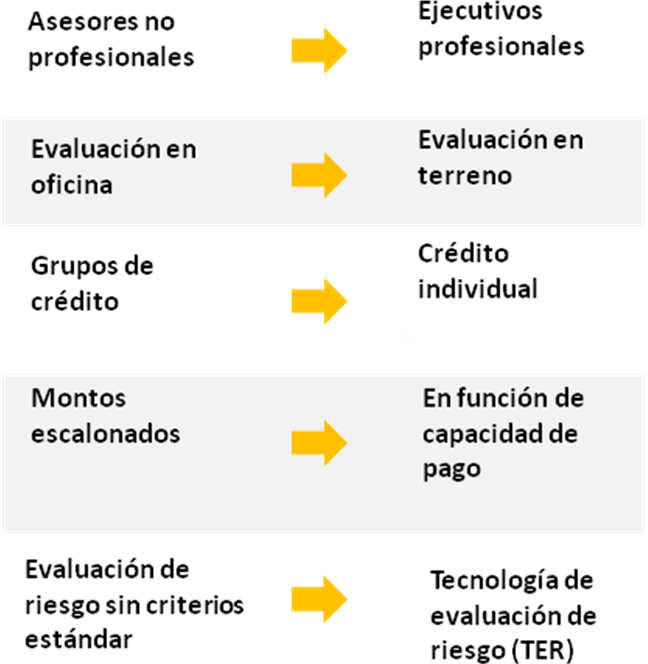 Asesores no
profesionales
Ejecutivos
profesionales
Evaluación en
oficina
Evaluación en
terreno
Grupos de
crédito
Crédito
individual
Montos
escalonados
En función de
capacidad de
pago
Evaluación de
riesgo sin criterios
estándar
Tecnología de
evaluación de
riesgo (TER)